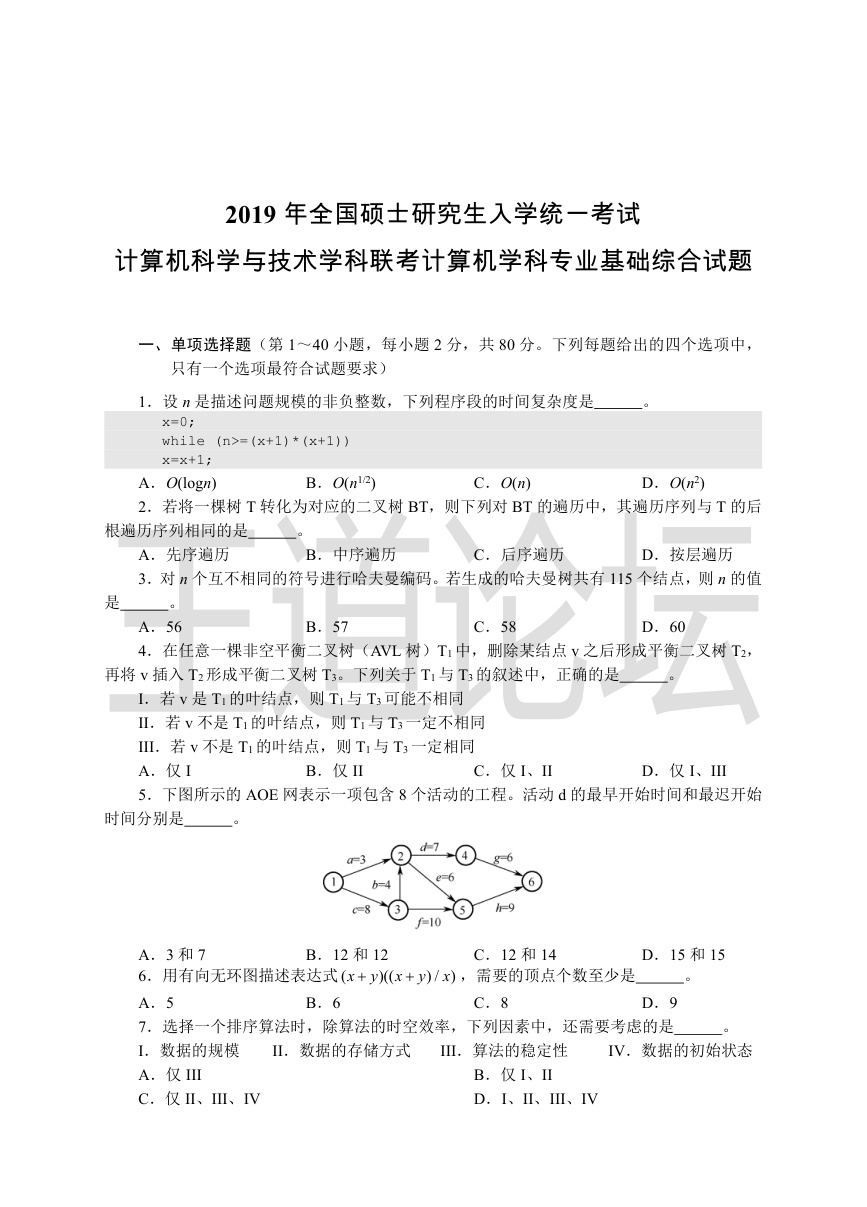 2019 年全国硕士研究生入学统一考试
计算机科学与技术学科联考计算机学科专业基础综合试题
一、单项选择题（第 1～40 小题，每小题 2 分，共 80 分。下列每题给出的四个选项中，
只有一个选项最符合试题要求）
1．设 n 是描述问题规模的非负整数，下列程序段的时间复杂度是______。
x=0;
while (n>=(x+1)*(x+1))
x=x+1;
A．O(logn) B．O(n1/2) C．O(n) D．O(n2)
2．若将一棵树 T 转化为对应的二叉树 BT，则下列对 BT 的遍历中，其遍历序列与 T 的后
根遍历序列相同的是______。
A．先序遍历 B．中序遍历 C．后序遍历 D．按层遍历
3．对 n 个互不相同的符号进行哈夫曼编码。若生成的哈夫曼树共有 115 个结点，则 n 的值
是______。
A．56 B．57 C．58 D．60
4．在任意一棵非空平衡二叉树（AVL 树）T1 中，删除某结点 v 之后形成平衡二叉树 T2，
再将 v 插入 T2 形成平衡二叉树 T3。下列关于 T1 与 T3 的叙述中，正确的是______。
I．若 v 是 T1 的叶结点，则 T1 与 T3 可能不相同
II．若 v 不是 T1 的叶结点，则 T1 与 T3 一定不相同
III．若 v 不是 T1 的叶结点，则 T1 与 T3 一定相同
A．仅 I B．仅 II C．仅 I、II D．仅 I、III
5．下图所示的 AOE 网表示一项包含 8 个活动的工程。活动 d 的最早开始时间和最迟开始
时间分别是______。
a=3 2 d=7 4 g=6
1 b=4 e=6 6
c=8 3 f=10 5 h=9
A．3 和 7 B．12 和 12 C．12 和 14 D．15 和 15
6．用有向无环图描述表达式 (x + y)((x + y) / x)，需要的顶点个数至少是______。
A．5 B．6 C．8 D．9
7．选择一个排序算法时，除算法的时空效率，下列因素中，还需要考虑的是______。
I．数据的规模 II．数据的存储方式 III．算法的稳定性 IV．数据的初始状态
A．仅 III B．仅 I、II
C．仅 II、III、IV D．I、II、III、IV
王道论坛